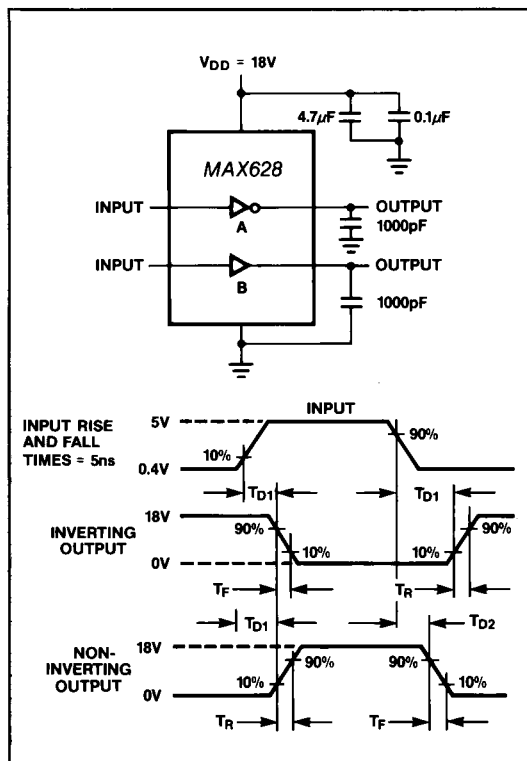 V_DD = 18V
4.7µF
0.1µF
MAX628
INPUT
A
OUTPUT
1000pF
INPUT
B
OUTPUT
1000pF
INPUT RISE
AND FALL
TIMES = 5ns
5V
INPUT
90%
10%
0.4V
T_D1
T_D1
INVERTING
OUTPUT
18V
90%
90%
10%
10%
0V
T_F
T_R
T_D1
T_D2
NON-
INVERTING
OUTPUT
18V
90%
90%
10%
10%
0V
T_R
T_F